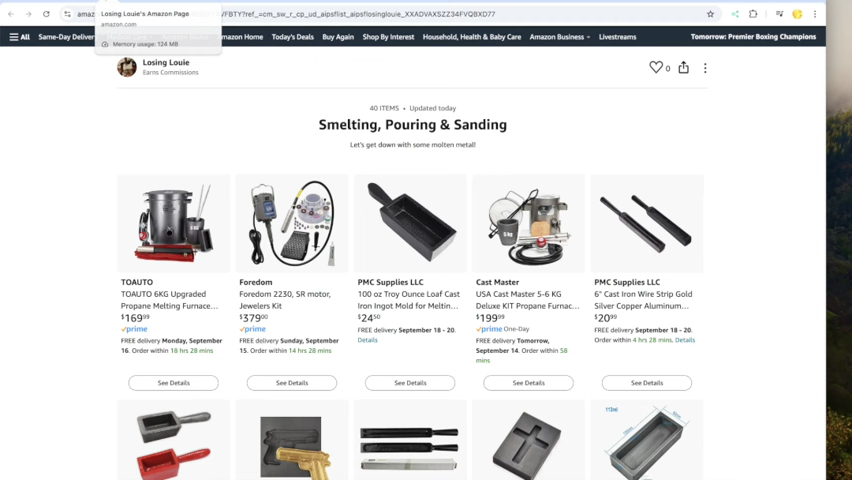 Losing Louie's Amazon Page
amazon.com
Memory usage: 124 MB
/FBTY?ref_=cm_sw_r_cp_ud_aipsflist_aipsflosinglouie_XXADVAXSZZ34FVQBXD77
All Same-Day Deliver Amazon Home Today's Deals Buy Again Shop By Interest Household, Health & Baby Care Amazon Business Livestreams Tomorrow: Premier Boxing Champions
Losing Louie
Earns Commissions
0
40 ITEMS • Updated today
Smelting, Pouring & Sanding
Let's get down with some molten metal!
TOAUTO
TOAUTO 6KG Upgraded
Propane Melting Furnace...
$169.99
prime
FREE delivery Monday, September
16. Order within 18 hrs 28 mins
See Details
Foredom
Foredom 2230, SR motor,
Jewelers Kit
$379.00
prime
FREE delivery Sunday, September
15. Order within 14 hrs 28 mins
See Details
PMC Supplies LLC
100 oz Troy Ounce Loaf Cast
Iron Ingot Mold for Meltin...
$24.50
FREE delivery September 18 - 20.
Details
See Details
Cast Master
USA Cast Master 5-6 KG
Deluxe KIT Propane Furnac...
$199.99
prime One-Day
FREE delivery Tomorrow,
September 14. Order within 58
mins
See Details
PMC Supplies LLC
6" Cast Iron Wire Strip Gold
Silver Copper Aluminum...
$20.99
FREE delivery September 18 - 20.
Order within 4 hrs 28 mins. Details
See Details